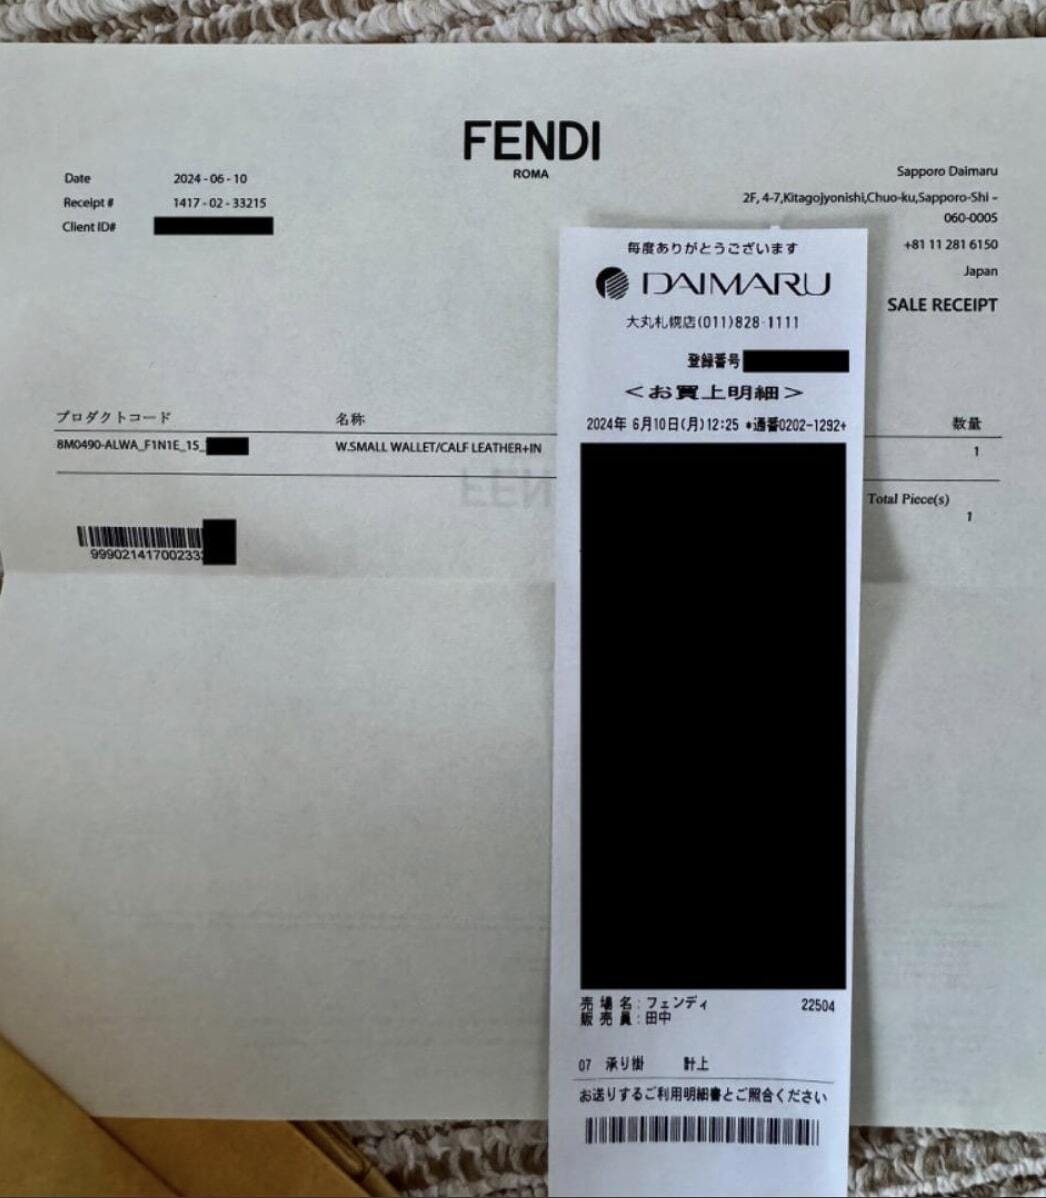 FENDI
ROMA
Date 2024 - 06 - 10
Receipt # 1417 - 02 - 33215
Client ID#
Sapporo Daimaru
2F, 4-7,Kitagojyonishi,Chuo-ku,Sapporo-Shi –
060-0005
+81 11 281 6150
Japan
SALE RECEIPT
プロダクトコード 名称 数量
8M0490-ALWA_F1N1E_15_ W.SMALL WALLET/CALF LEATHER+IN 1
Total Piece(s)
1
99902141700233
毎度ありがとうございます
DAIMARU
大丸札幌店(011)828-1111
登録番号
<お買上明細>
2024年 6月10日(月)12:25 *通番0202-1292+
売 場 名:フェンディ 22504
販 売 員:田中
07 承り掛 計上
お送りするご利用明細書とご照合ください